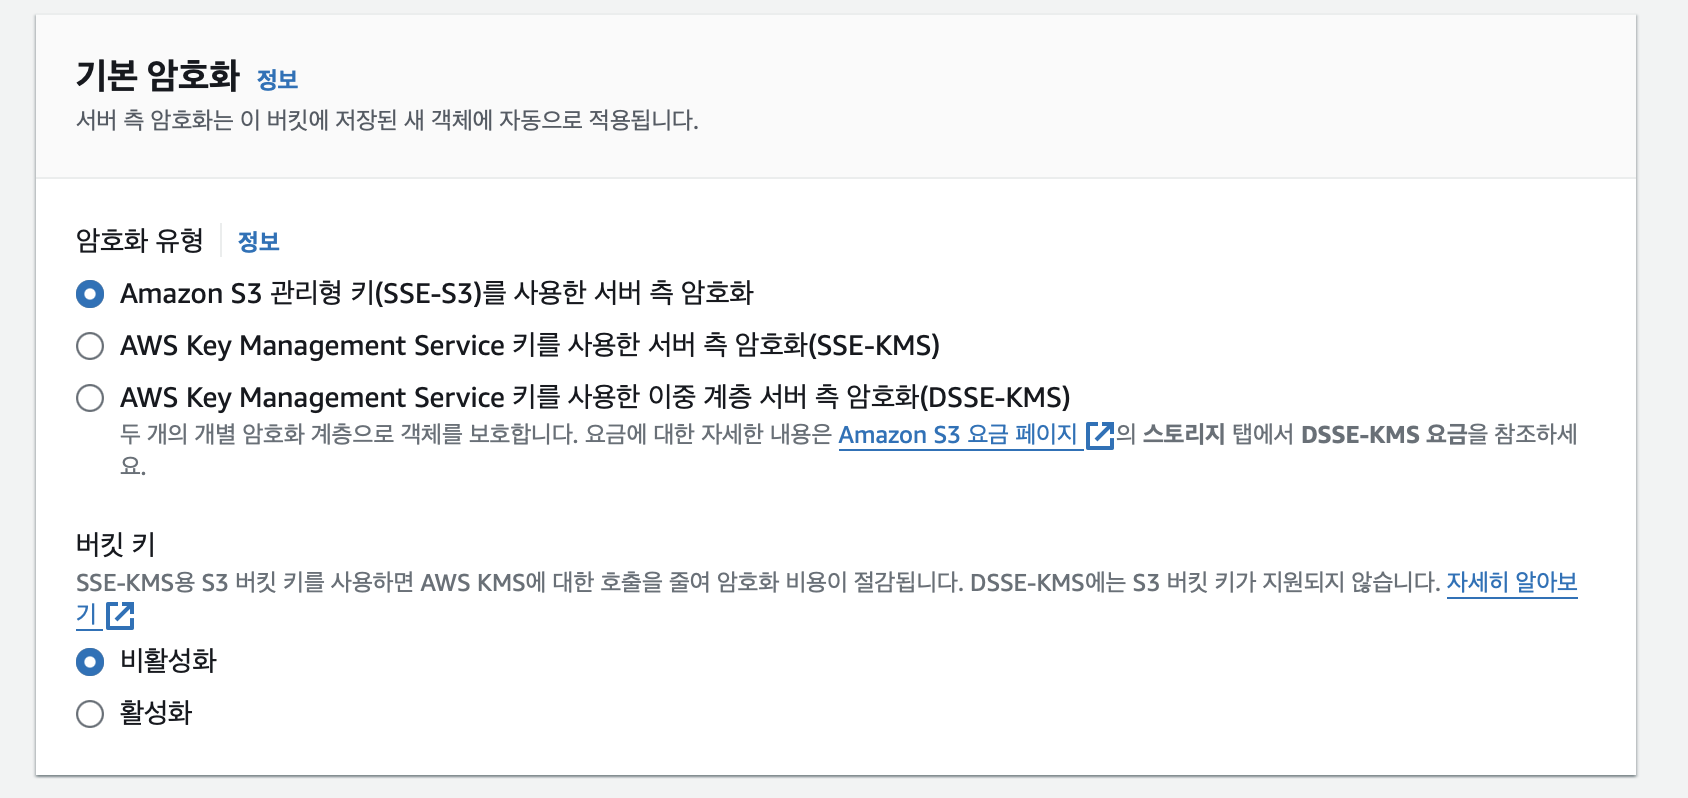 기본 암호화 정보
서버 측 암호화는 이 버킷에 저장된 새 객체에 자동으로 적용됩니다.
암호화 유형 정보
Amazon S3 관리형 키(SSE-S3)를 사용한 서버 측 암호화
AWS Key Management Service 키를 사용한 서버 측 암호화(SSE-KMS)
AWS Key Management Service 키를 사용한 이중 계층 서버 측 암호화(DSSE-KMS)
두 개의 개별 암호화 계층으로 객체를 보호합니다. 요금에 대한 자세한 내용은 Amazon S3 요금 페이지 의 스토리지 탭에서 DSSE-KMS 요금을 참조하세
요.
버킷 키
SSE-KMS용 S3 버킷 키를 사용하면 AWS KMS에 대한 호출을 줄여 암호화 비용이 절감됩니다. DSSE-KMS에는 S3 버킷 키가 지원되지 않습니다. 자세히 알아보
기
비활성화
활성화